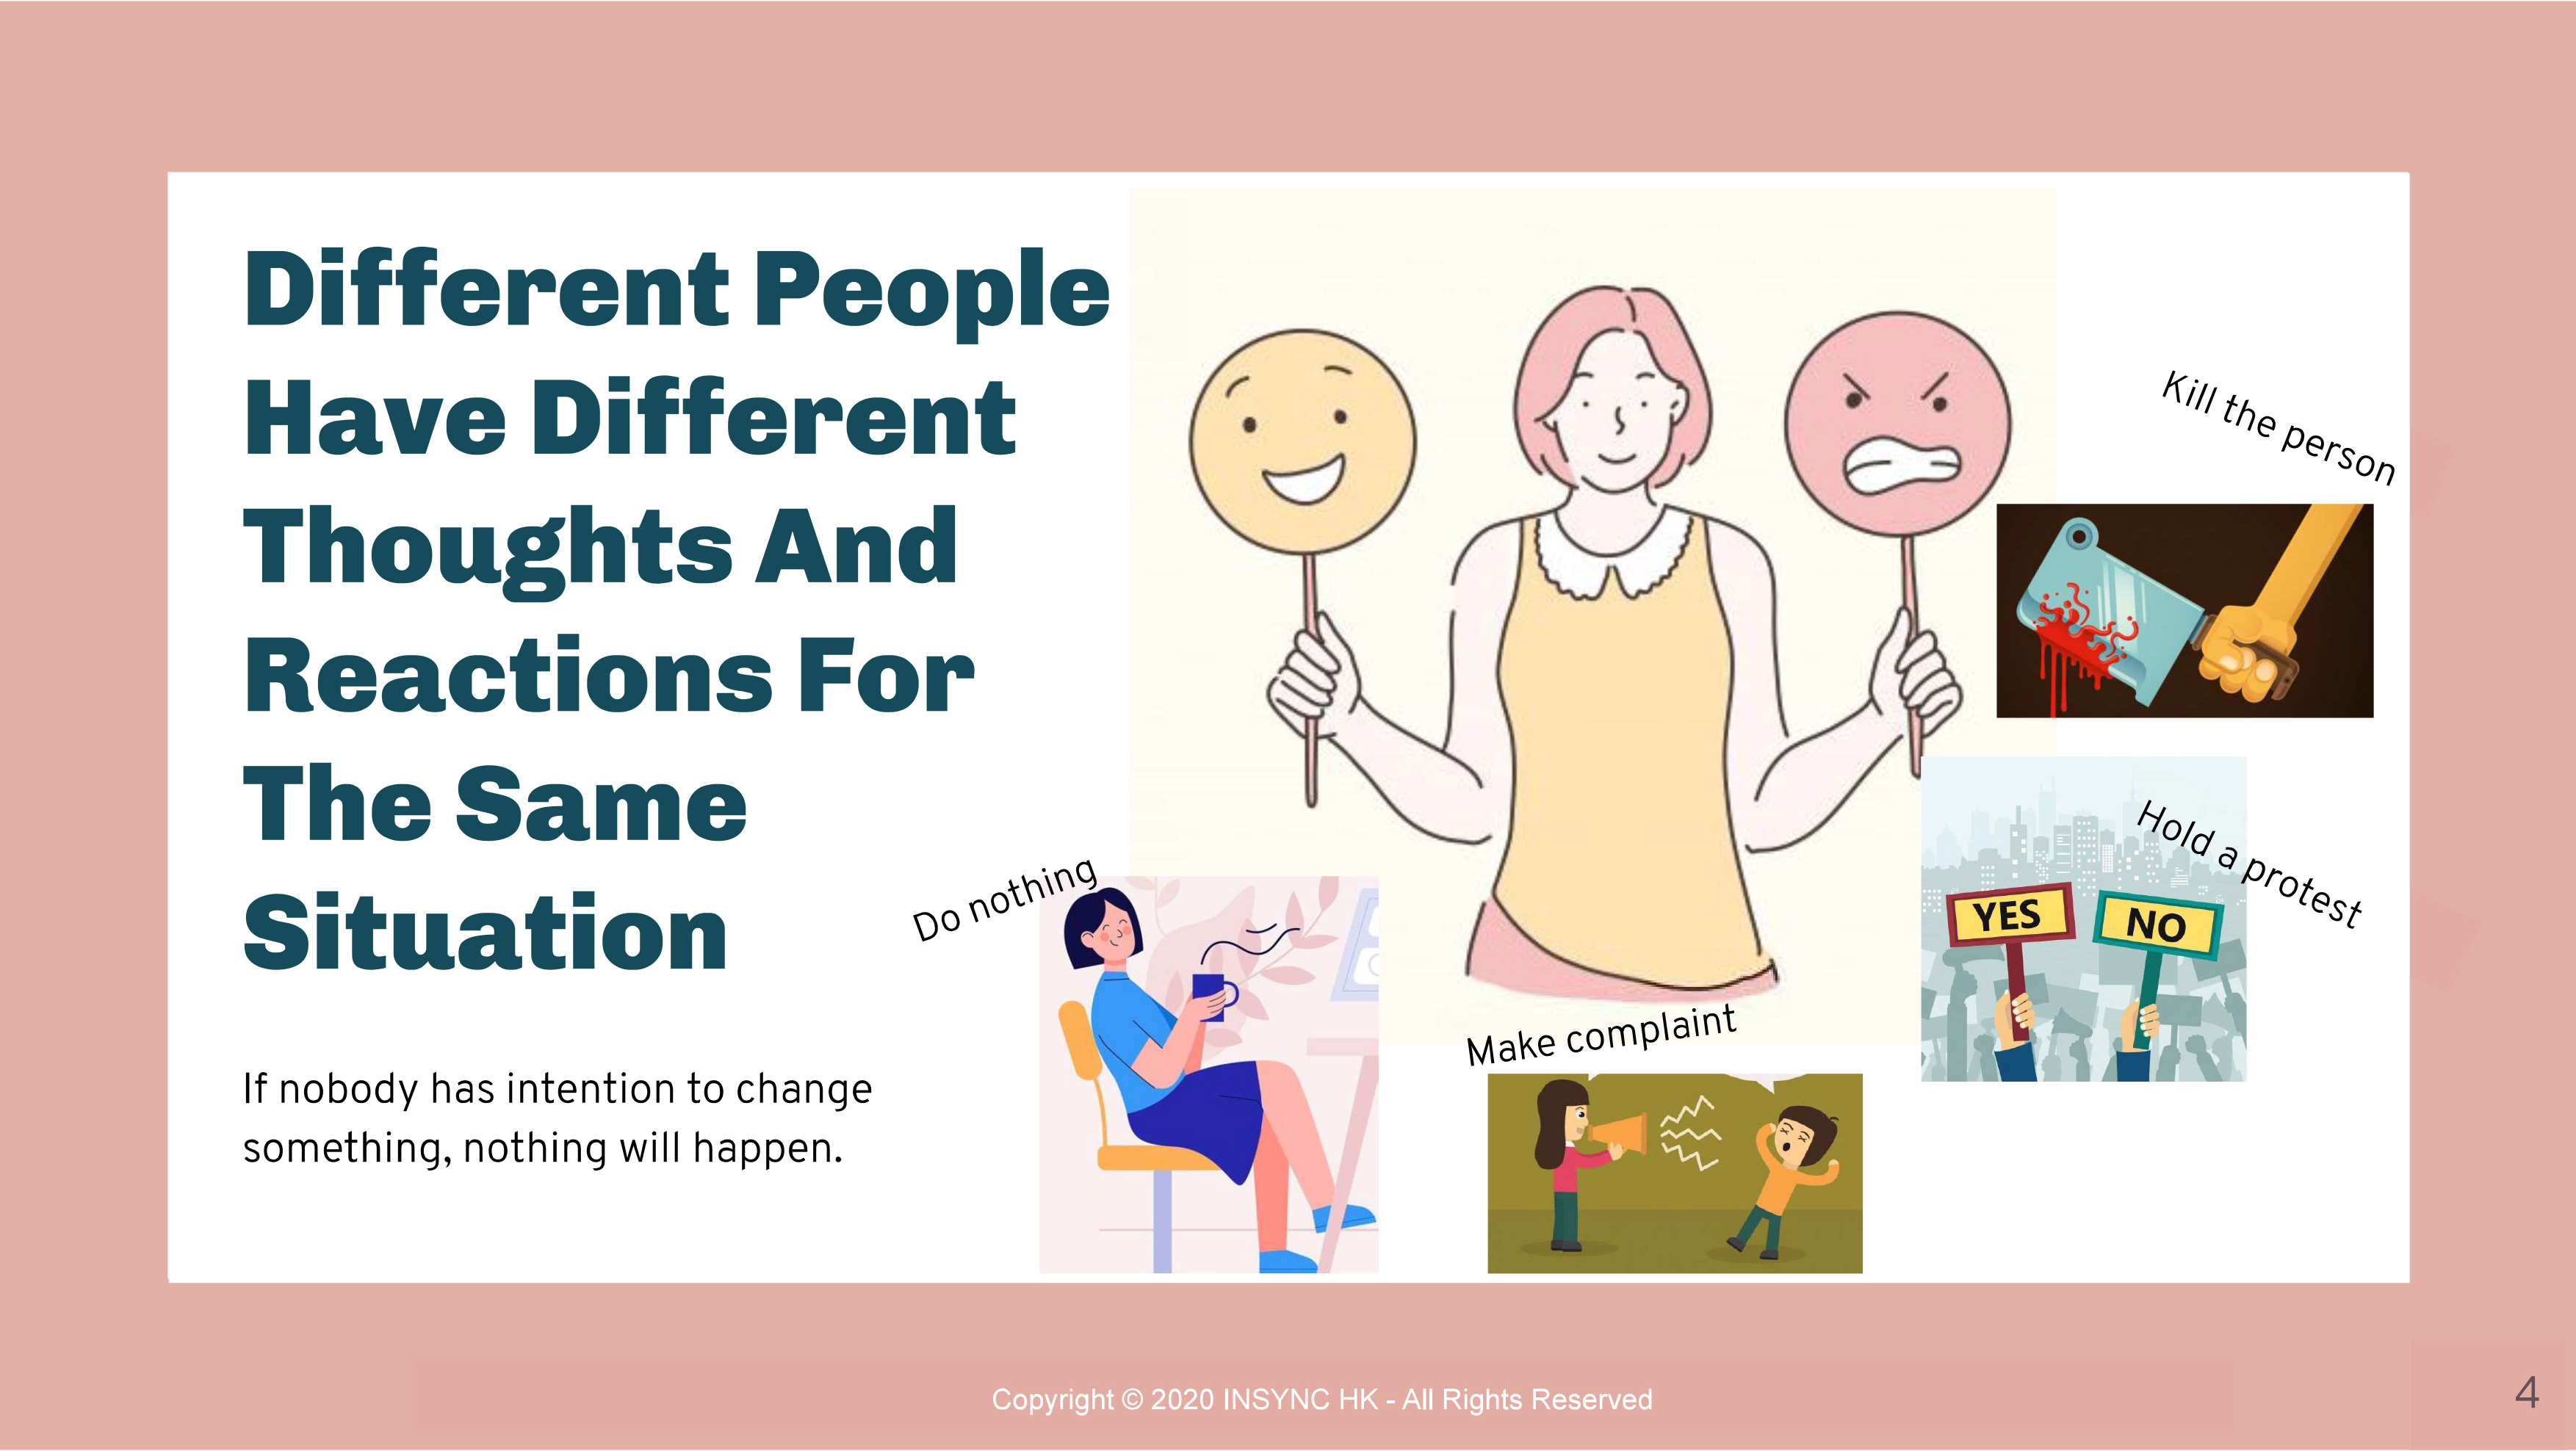 Different People
Have Different
Thoughts And
Reactions For
The Same
Situation
If nobody has intention to change
something, nothing will happen.
Do nothing
Make complaint
Kill the person
Hold a protest
YES
NO
Copyright © 2020 INSYNC HK - All Rights Reserved
4